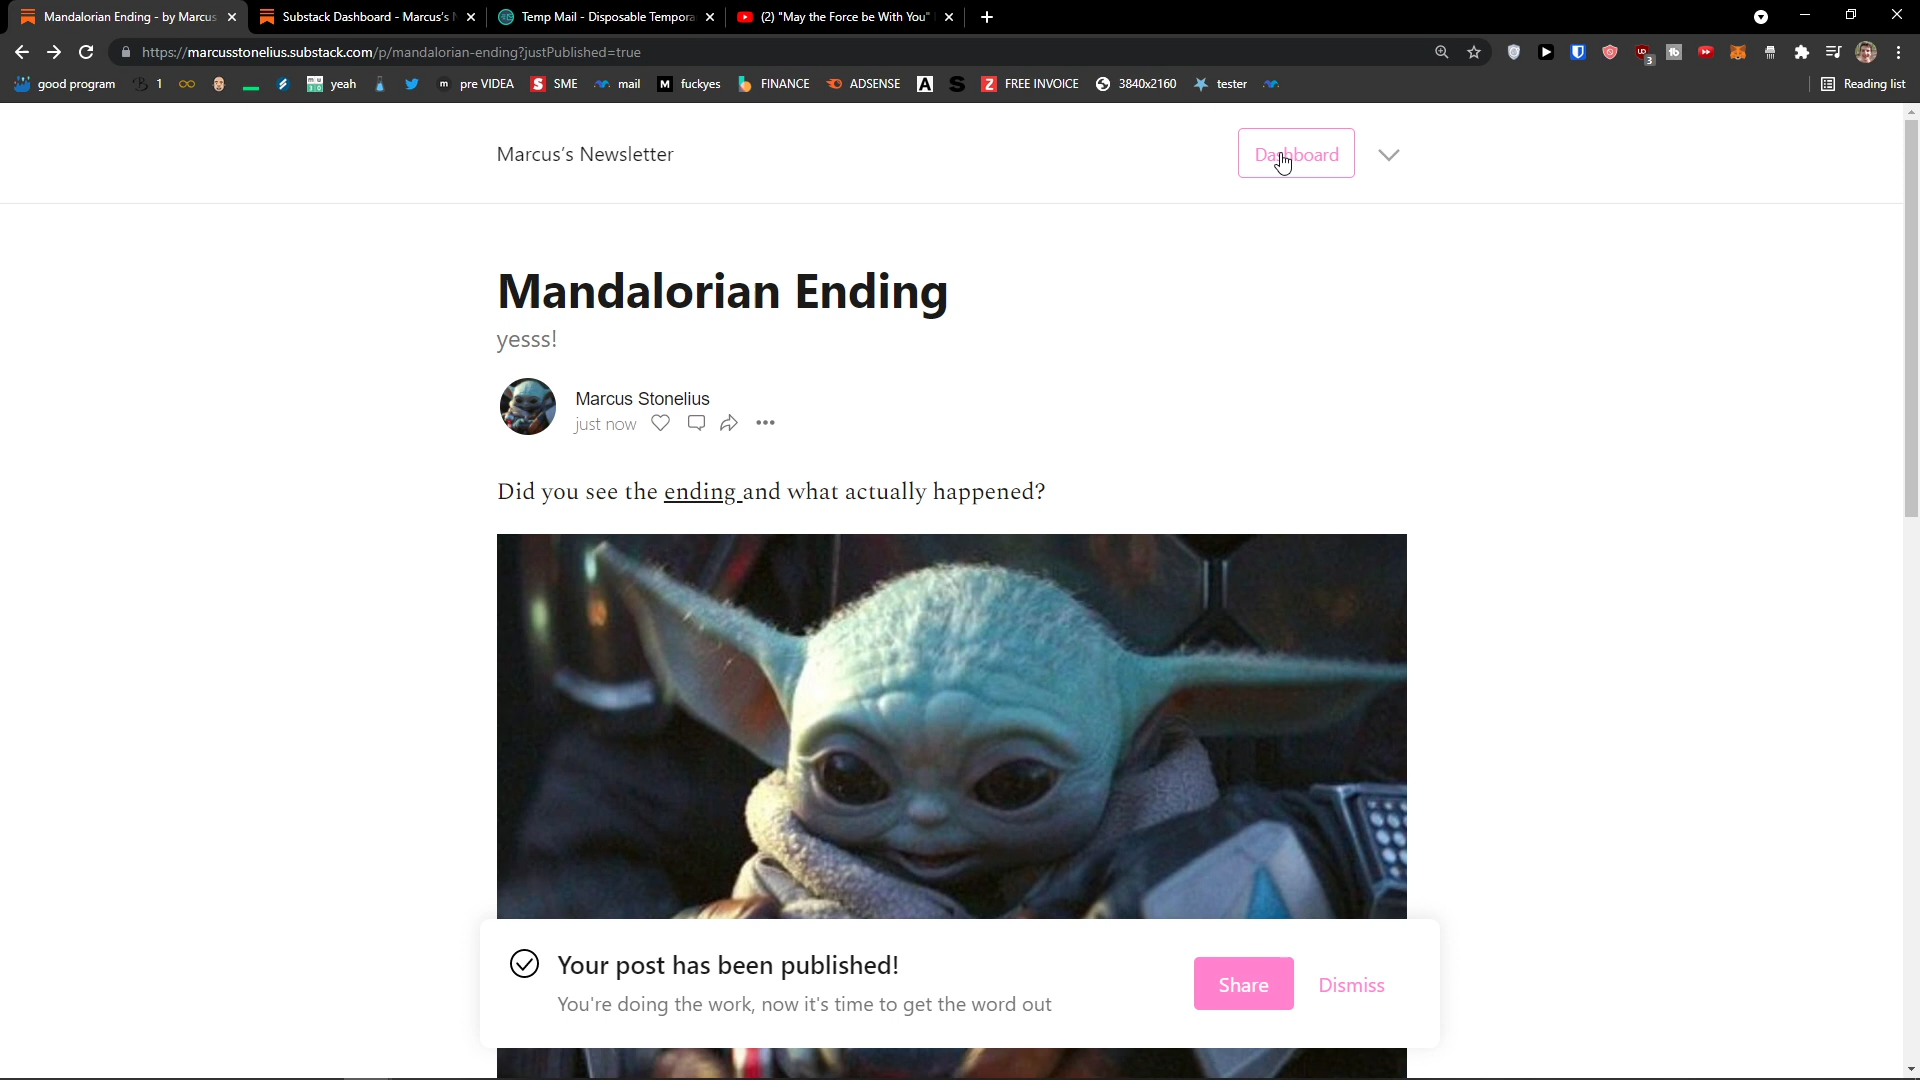 Mandalorian Ending - by Marcus
Substack Dashboard - Marcus's
Temp Mail - Disposable Tempora
(2) "May the Force be With You"
https://marcusstonelius.substack.com/p/mandalorian-ending?justPublished=true
good program
1
yeah
pre VIDEA
SME
mail
fuckyes
FINANCE
ADSENSE
FREE INVOICE
3840x2160
tester
Reading list
Marcus's Newsletter
Dashboard
Mandalorian Ending
yesss!
Marcus Stonelius
just now
Did you see the ending and what actually happened?
Your post has been published!
You're doing the work, now it's time to get the word out
Share
Dismiss